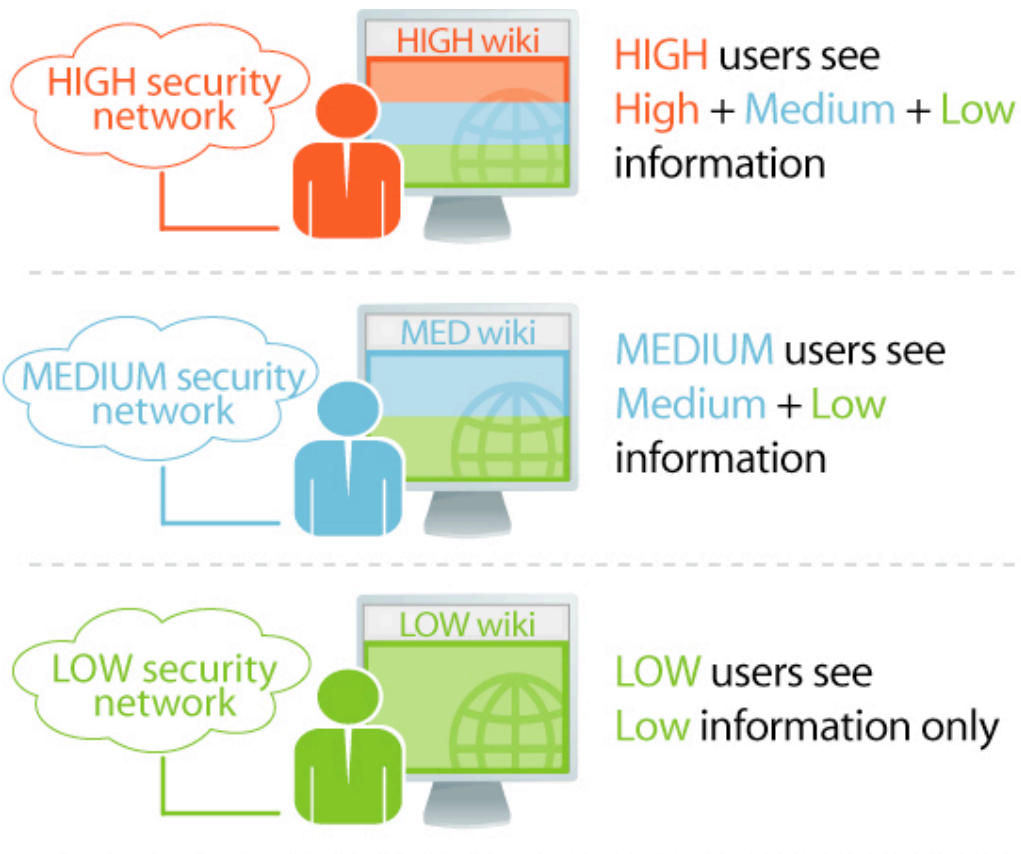 HIGH security
network
HIGH wiki
HIGH users see
High + Medium + Low
information
MEDIUM security
network
MED wiki
MEDIUM users see
Medium + Low
information
LOW security
network
LOW wiki
LOW users see
Low information only